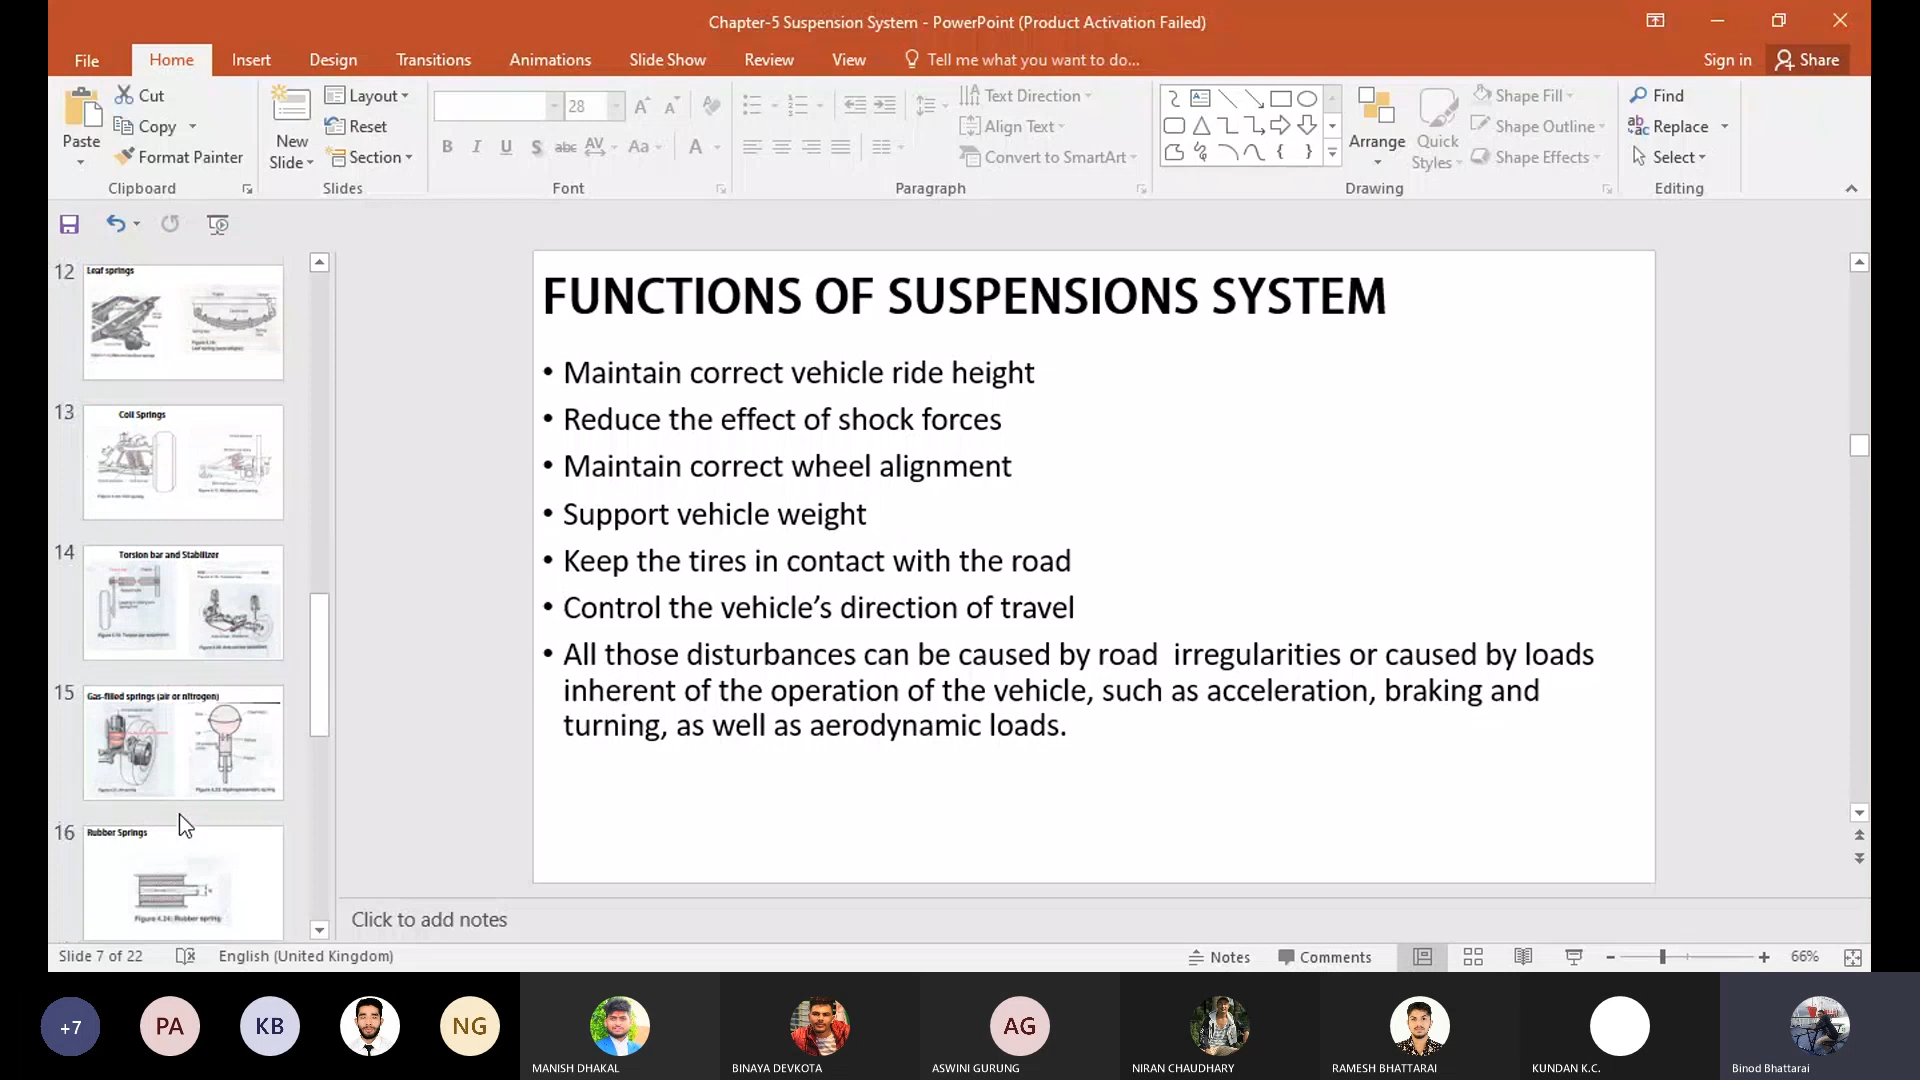 Chapter-5 Suspension System - PowerPoint (Product Activation Failed)
File Home Insert Design Transitions Animations Slide Show Review View Tell me what you want to do... Sign in Share
Paste
Cut
Copy
Format Painter
Clipboard
New Slide
Layout
Reset
Section
Slides
28
B I U S abc AV Aa A
Font
Text Direction
Align Text
Convert to SmartArt
Paragraph
Arrange
Quick Styles
Shape Fill
Shape Outline
Shape Effects
Drawing
Find
Replace
Select
Editing
12
Leaf springs
13
Coil Springs
14
Torsion bar and Stabilizer
15
Gas-filled springs (air or nitrogen)
16
Rubber Springs
Figure 4.24: Rubber spring
FUNCTIONS OF SUSPENSIONS SYSTEM
• Maintain correct vehicle ride height
• Reduce the effect of shock forces
• Maintain correct wheel alignment
• Support vehicle weight
• Keep the tires in contact with the road
• Control the vehicle’s direction of travel
• All those disturbances can be caused by road irregularities or caused by loads
inherent of the operation of the vehicle, such as acceleration, braking and
turning, as well as aerodynamic loads.
Click to add notes
Slide 7 of 22 English (United Kingdom) Notes Comments 66%
+7 PA KB NG AG
MANISH DHAKAL BINAYA DEVKOTA ASWINI GURUNG NIRAN CHAUDHARY RAMESH BHATTARAI KUNDAN K.C. Binod Bhattarai